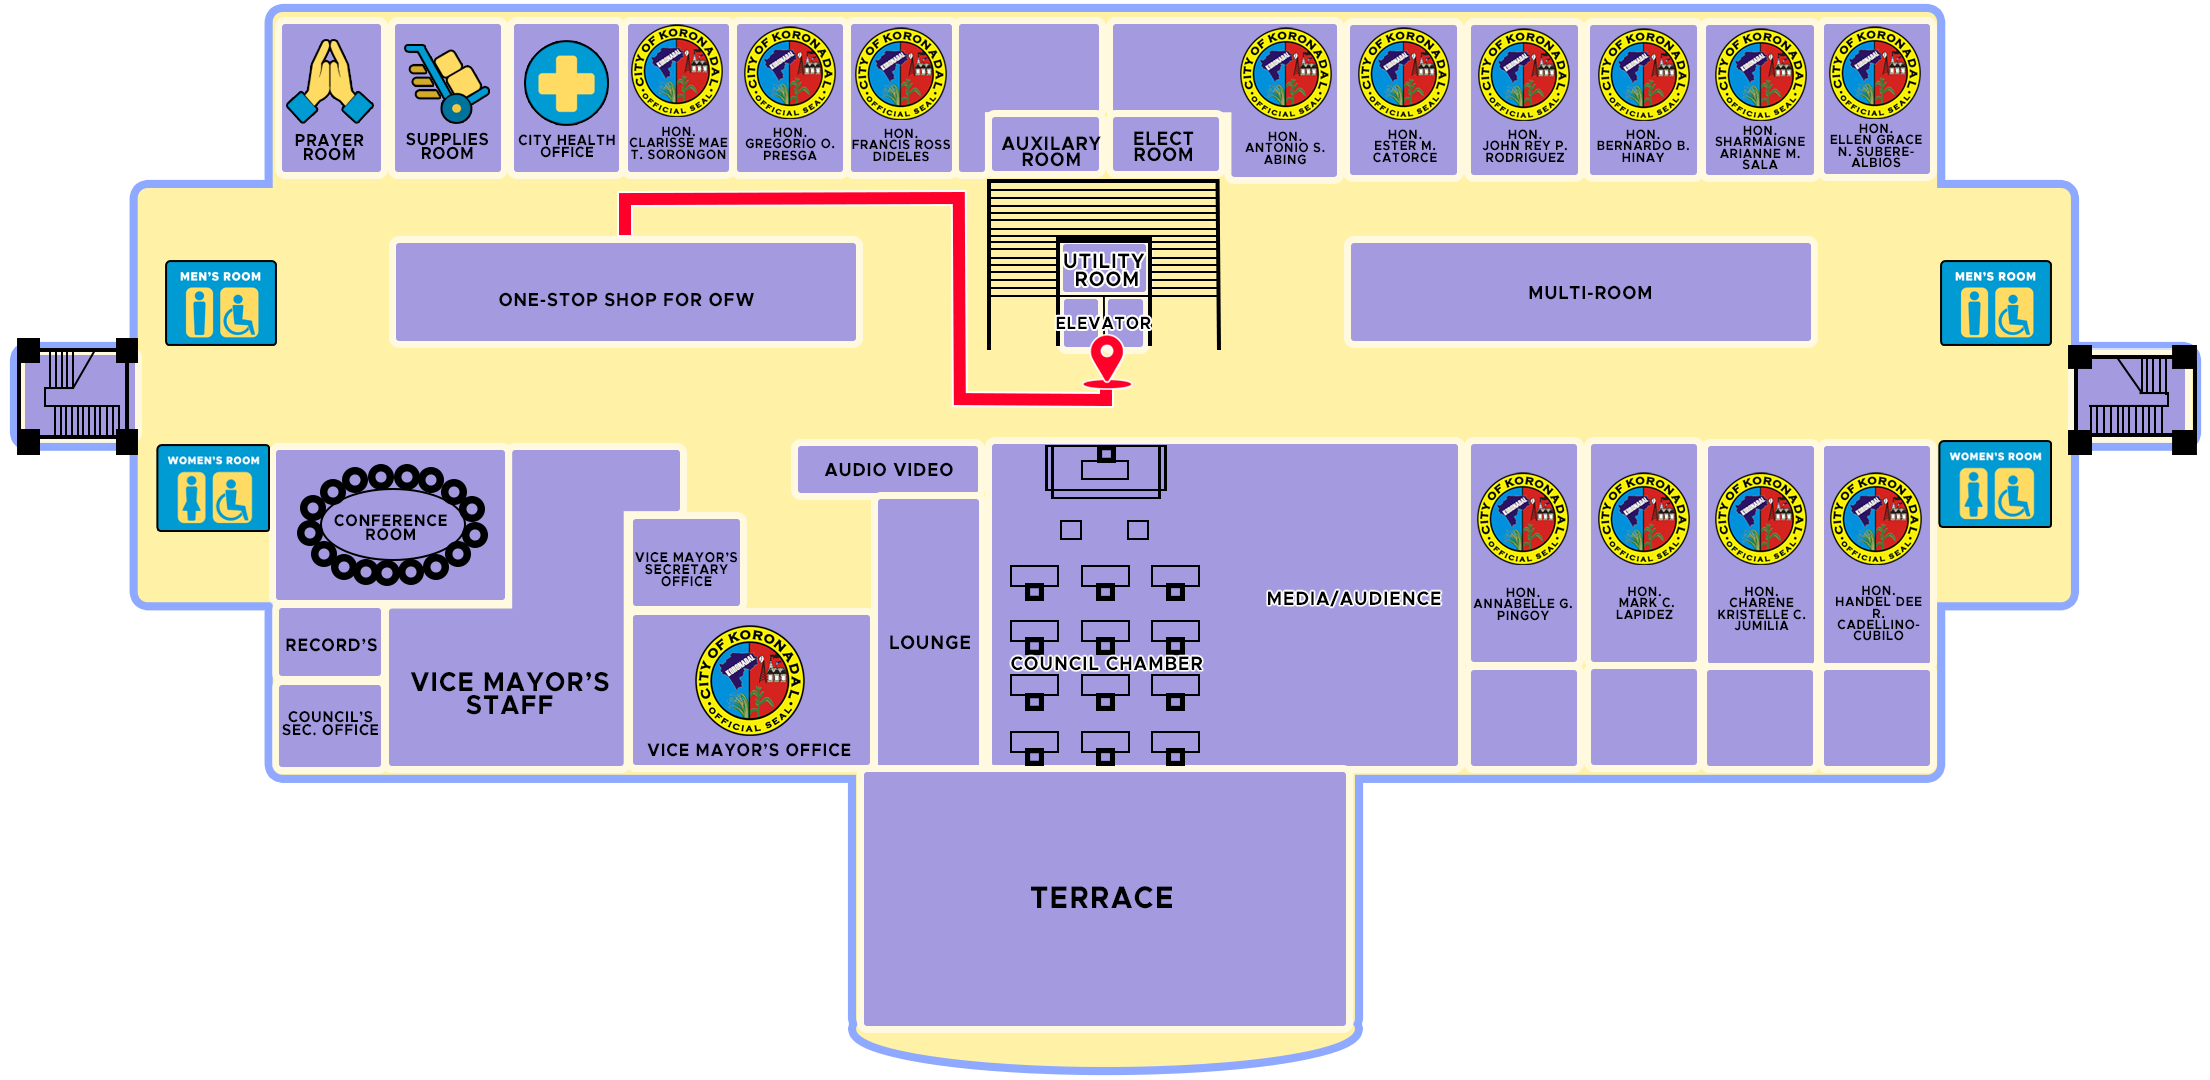 PRAYER
ROOM
SUPPLIES
ROOM
CITY HEALTH
OFFICE
CITY OF KORONADAL
OFFICIAL SEAL
HON.
CLARISSE MAE
T. SORONGON
CITY OF KORONADAL
OFFICIAL SEAL
HON.
GREGORIO O.
PRESGA
CITY OF KORONADAL
OFFICIAL SEAL
HON.
FRANCIS ROSS
DIDELES
AUXILARY
ROOM
ELECT
ROOM
CITY OF KORONADAL
OFFICIAL SEAL
HON.
ANTONIO S.
ABING
CITY OF KORONADAL
OFFICIAL SEAL
HON.
ESTER M.
CATORCE
CITY OF KORONADAL
OFFICIAL SEAL
HON.
JOHN REY P.
RODRIGUEZ
CITY OF KORONADAL
OFFICIAL SEAL
HON.
BERNARDO B.
HINAY
CITY OF KORONADAL
OFFICIAL SEAL
HON.
SHARMAIGNE
ARIANNE M.
SALA
CITY OF KORONADAL
OFFICIAL SEAL
HON.
ELLEN GRACE
N. SUBERE-
ALBIOS
MEN'S ROOM
ONE-STOP SHOP FOR OFW
UTILITY
ROOM
ELEVATOR
MULTI-ROOM
MEN'S ROOM
WOMEN'S ROOM
CONFERENCE
ROOM
RECORD'S
COUNCIL'S
SEC. OFFICE
VICE MAYOR'S
STAFF
VICE MAYOR'S
SECRETARY
OFFICE
CITY OF KORONADAL
KORONADAL
OFFICIAL SEAL
VICE MAYOR'S OFFICE
AUDIO VIDEO
LOUNGE
COUNCIL CHAMBER
MEDIA/AUDIENCE
CITY OF KORONADAL
OFFICIAL SEAL
HON.
ANNABELLE G.
PINGOY
CITY OF KORONADAL
OFFICIAL SEAL
HON.
MARK C.
LAPIDEZ
CITY OF KORONADAL
OFFICIAL SEAL
HON.
CHARENE
KRISTELLE C.
JUMILIA
CITY OF KORONADAL
OFFICIAL SEAL
HON.
HANDEL DEE
R.
CADELLINO-
CUBILO
WOMEN'S ROOM
TERRACE